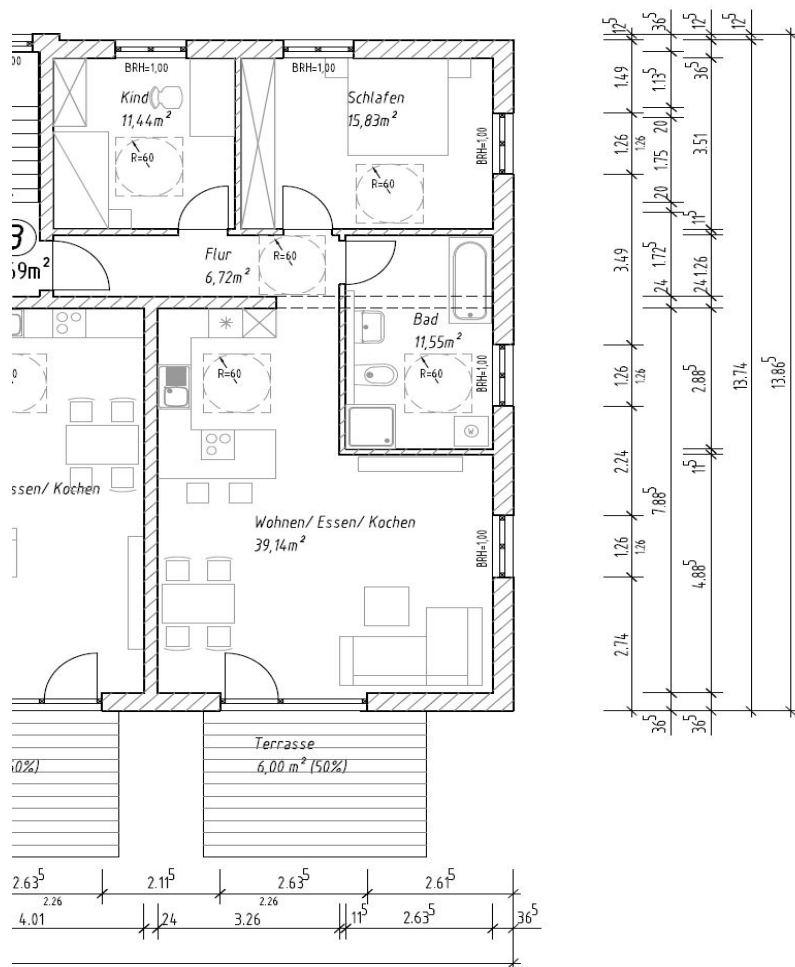 BRH=1,00
BRH=1,00
Kind
11,44m²
Schlafen
15,83m²
R=60
R=60
BRH=1,00
3
69m²
Flur
6,72m²
R=60
Bad
11,55m²
R=60
R=60
BRH=1,00
ssen/ Kochen
Wohnen/ Essen/ Kochen
39,14m²
BRH=1,00
Terrasse
6,00 m² (50%)
50%)
2.63⁵
2.11⁵
2.63⁵
2.61⁵
2.26
2.26
4.01
24
3.26
11⁵
2.63⁵
36⁵
12⁵
1.49
1.26
1.26
3.49
1.26
1.26
2.24
1.26
1.26
2.74
36⁵
1.13⁵
20
1.75
20
1.72⁵
24
7.88⁵
36⁵
12⁵
36⁵
3.51
11⁵
1.26
24
2.88⁵
11⁵
4.88⁵
36⁵
12⁵
13.74
13.86⁵
W